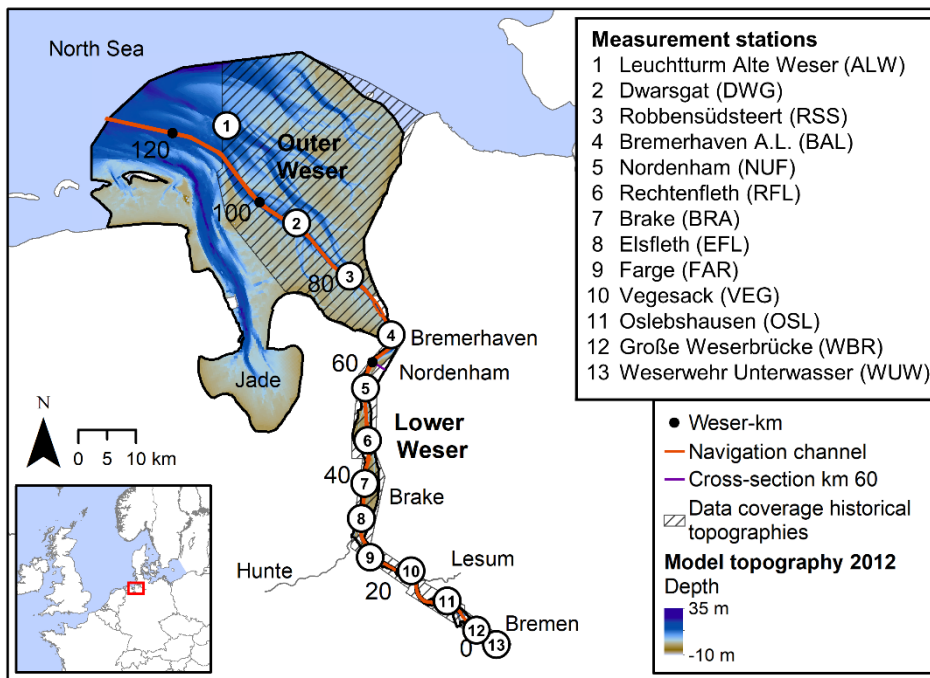 North Sea
120
1
Outer
Weser
100
2
80
3
4
Bremerhaven
60
Nordenham
5
Jade
Lower
Weser
6
40
7
Brake
8
9
Hunte
20
10
Lesum
11
Bremen
12
0
13
N
0 5 10 km
Measurement stations
1 Leuchtturm Alte Weser (ALW)
2 Dwarsgat (DWG)
3 Robbensüdsteert (RSS)
4 Bremerhaven A.L. (BAL)
5 Nordenham (NUF)
6 Rechtenfleth (RFL)
7 Brake (BRA)
8 Elsfleth (EFL)
9 Farge (FAR)
10 Vegesack (VEG)
11 Oslebshausen (OSL)
12 Große Weserbrücke (WBR)
13 Weserwehr Unterwasser (WUW)
Weser-km
Navigation channel
Cross-section km 60
Data coverage historical
topographies
Model topography 2012
Depth
35 m
-10 m